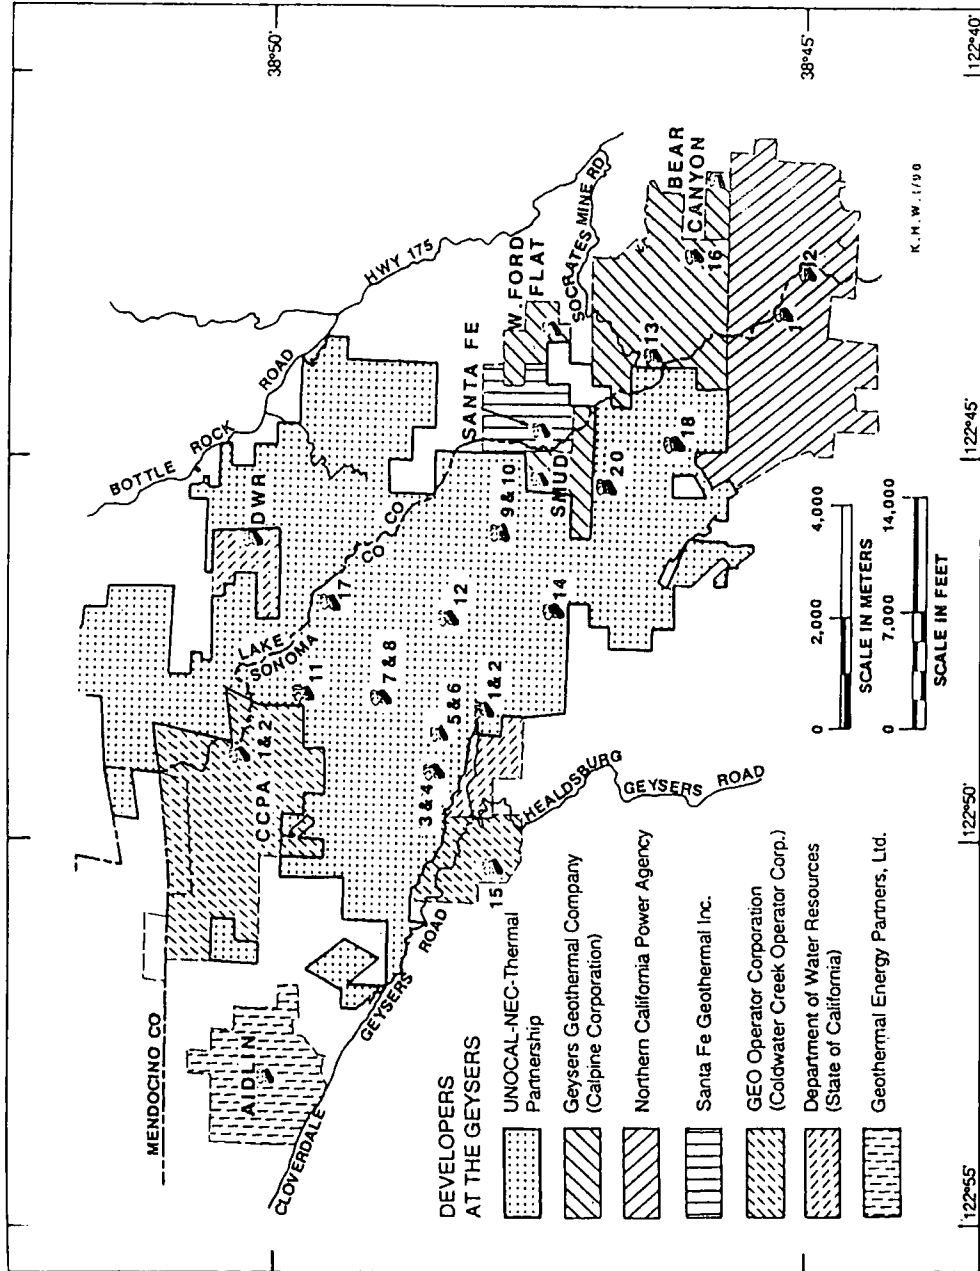 MENDOCINO CO
AIDLIN
CLOVERDALE
GEYSERS ROAD
CCPA
1 & 2
11
LAKE CO
SONOMA CO
17
DWR
BOTTLE ROCK ROAD
HWY 175
7 & 8
3 & 4
5 & 6
1 & 2
12
9 & 10
14
15
HEALDSBURG
GEYSERS ROAD
SANTA FE
W. FORD
FLAT
SOCRATES MINE RD
SMUD
20
18
13
BEAR
CANYON
16
1
2
38°50'
38°45'
122°55'
122°50'
122°45'
122°40'
DEVELOPERS
AT THE GEYSERS
UNOCAL-NEC-Thermal
Partnership
Geysers Geothermal Company
(Calpine Corporation)
Northern California Power Agency
Santa Fe Geothermal Inc.
GEO Operator Corporation
(Coldwater Creek Operator Corp.)
Department of Water Resources
(State of California)
Geothermal Energy Partners, Ltd.
0 2,000 4,000
SCALE IN METERS
0 7,000 14,000
SCALE IN FEET
K.H.W. 1/90